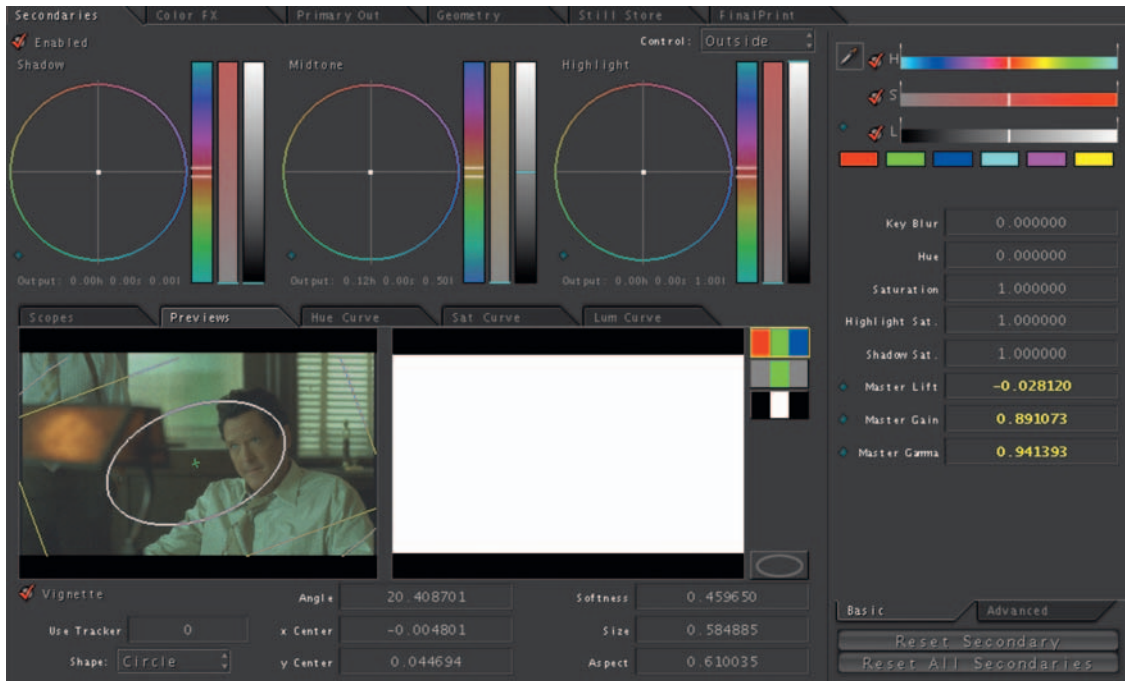 Secondaries Color FX Primary Out Geometry Still Store FinalPrint
Enabled Control: Outside
Shadow Midtone Highlight
H
S
L
Output: 0.00h 0.00s 0.00l Output: 0.12h 0.00s 0.50l Output: 0.00h 0.00s 1.00l
Key Blur 0.000000
Hue 0.000000
Saturation 1.000000
Highlight Sat. 1.000000
Shadow Sat. 1.000000
Master Lift -0.028120
Master Gain 0.891073
Master Gamma 0.941393
Scopes Previews Hue Curve Sat Curve Lum Curve
Vignette Angle 20.408701 Softness 0.459650
Use Tracker 0 x Center -0.004801 Size 0.584885
Shape: Circle y Center 0.044694 Aspect 0.610035
Basic Advanced
Reset Secondary
Reset All Secondaries